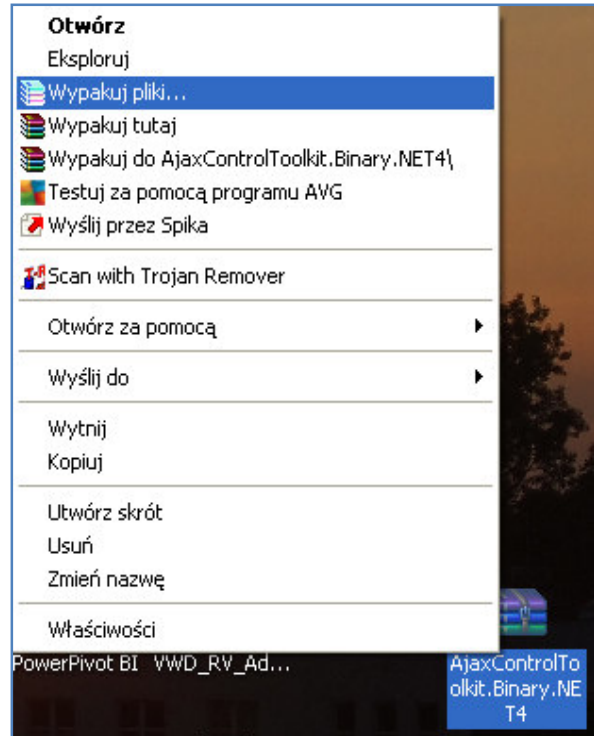 Otwórz
Eksploruj
Wypakuj pliki...
Wypakuj tutaj
Wypakuj do AjaxControlToolkit.Binary.NET4\
Testuj za pomocą programu AVG
Wyślij przez Spika
Scan with Trojan Remover
Otwórz za pomocą
Wyślij do
Wytnij
Kopiuj
Utwórz skrót
Usuń
Zmień nazwę
Właściwości
PowerPivot BI VWD_RV_Ad...
AjaxControlTo
olkit.Binary.NE
T4